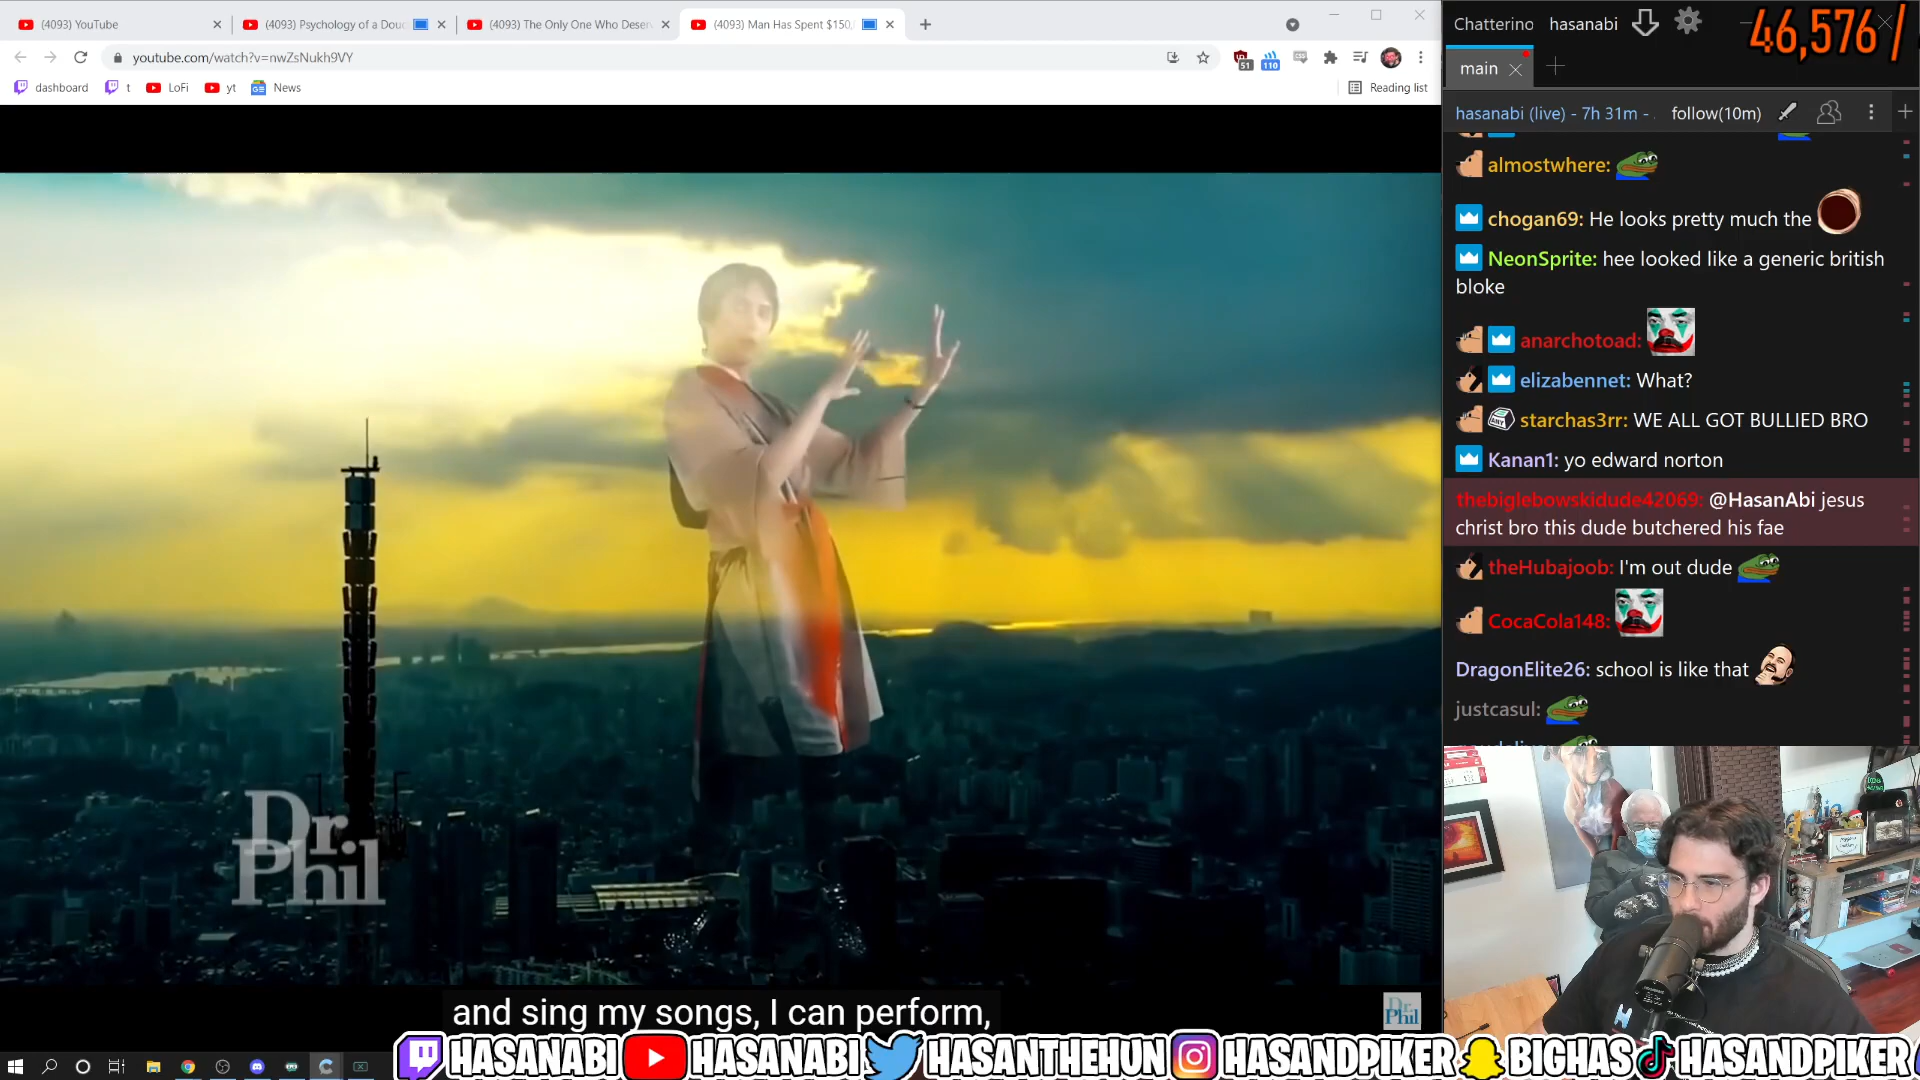 (4093) YouTube
(4093) Psychology of a Douc
(4093) The Only One Who Deser
(4093) Man Has Spent $150,
youtube.com/watch?v=nwZsNukh9VY
51
110
dashboard
t
LoFi
yt
News
Reading list
Dr.
Phil
and sing my songs, I can perform,
Dr.
Phil
Chatterino
hasanabi
46,576 /
main
hasanabi (live) - 7h 31m -
follow(10m)
almostwhere:
chogan69: He looks pretty much the
NeonSprite: hee looked like a generic british
bloke
anarchotoad:
elizabennet: What?
starchas3rr: WE ALL GOT BULLIED BRO
Kanan1: yo edward norton
thebiglebowskidude42069: @HasanAbi jesus
christ bro this dude butchered his fae
theHubajoob: I'm out dude
CocaCola148:
DragonElite26: school is like that
justcasul:
HASANABI
HASANABI
HASANTHEHUN
HASANDPIKER
BIGHAS
HASANDPIKER